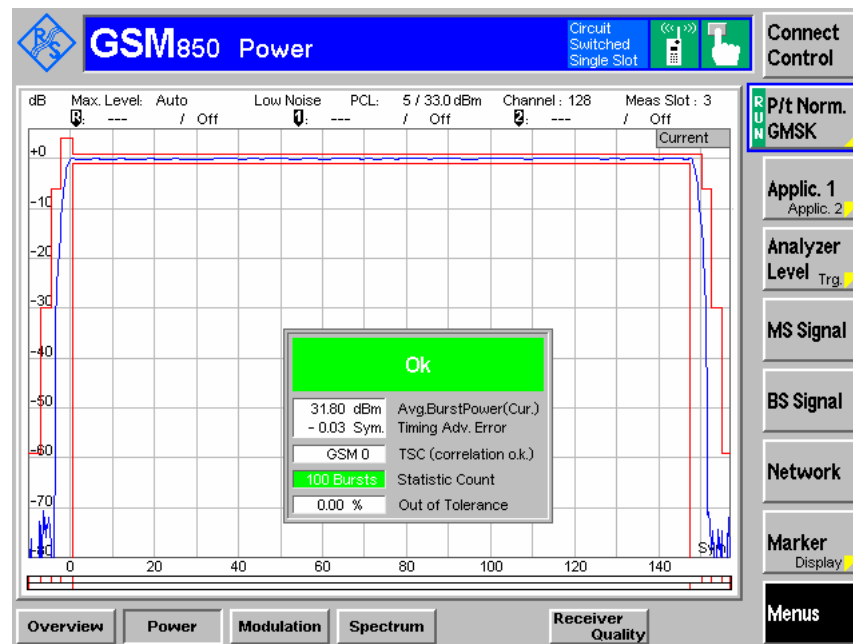 R&S
GSM850 Power
Circuit
Switched
Single Slot
Connect
Control
dB Max. Level: Auto Low Noise PCL: 5 / 33.0 dBm Channel : 128 Meas Slot : 3
R: --- / Off 1: --- / Off 2: --- / Off
Current
RUN
P/t Norm.
GMSK
+0
-10
-20
-30
-40
-50
-60
-70
-80
Applic. 1
Applic. 2
Analyzer
Level Trg.
MS Signal
BS Signal
Network
Marker
Display
Menus
Ok
31.80 dBm Avg.BurstPower(Cur.)
- 0.03 Sym. Timing Adv. Error
GSM 0 TSC (correlation o.k.)
100 Bursts Statistic Count
0.00 % Out of Tolerance
0 20 40 60 80 100 120 140
Overview Power Modulation Spectrum Receiver
Quality